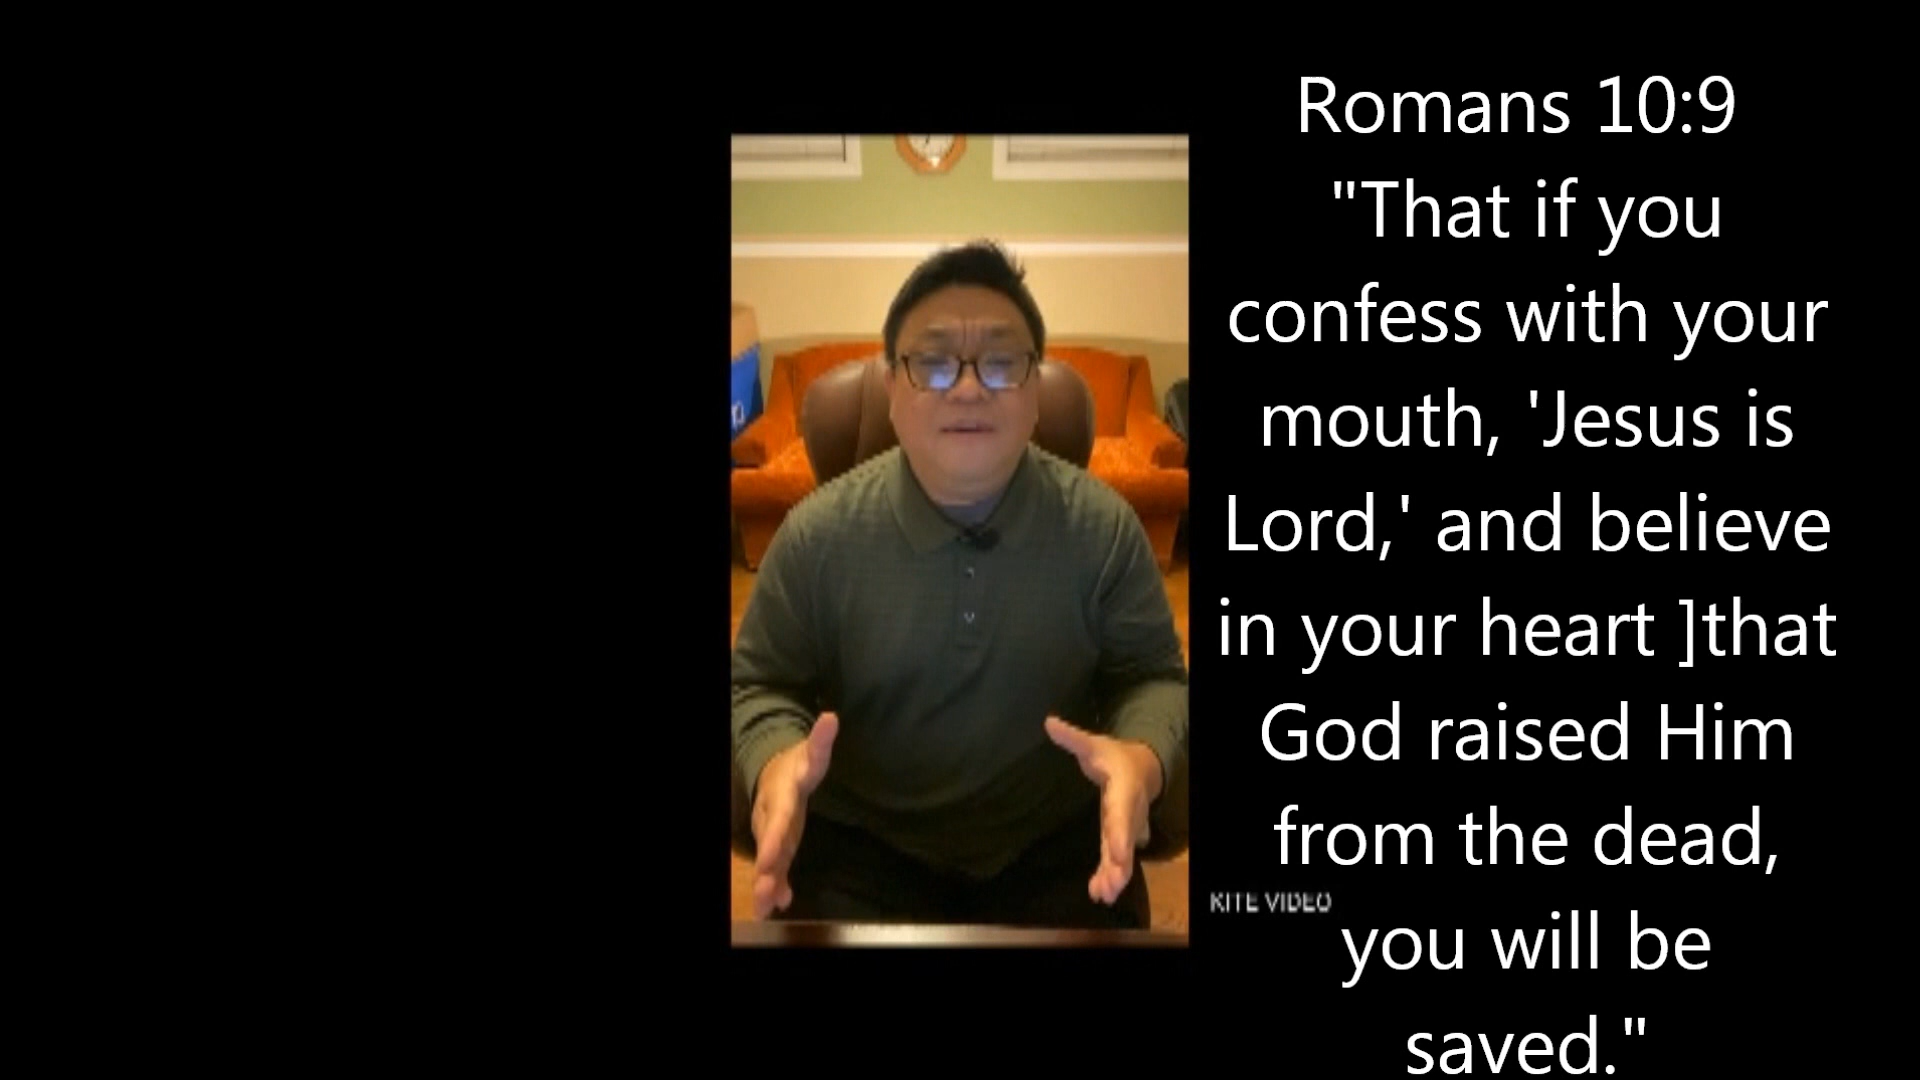 Romans 10:9
"That if you
confess with your
mouth, 'Jesus is
Lord,' and believe
in your heart ]that
God raised Him
from the dead,
you will be
saved."
KITE VIDEO